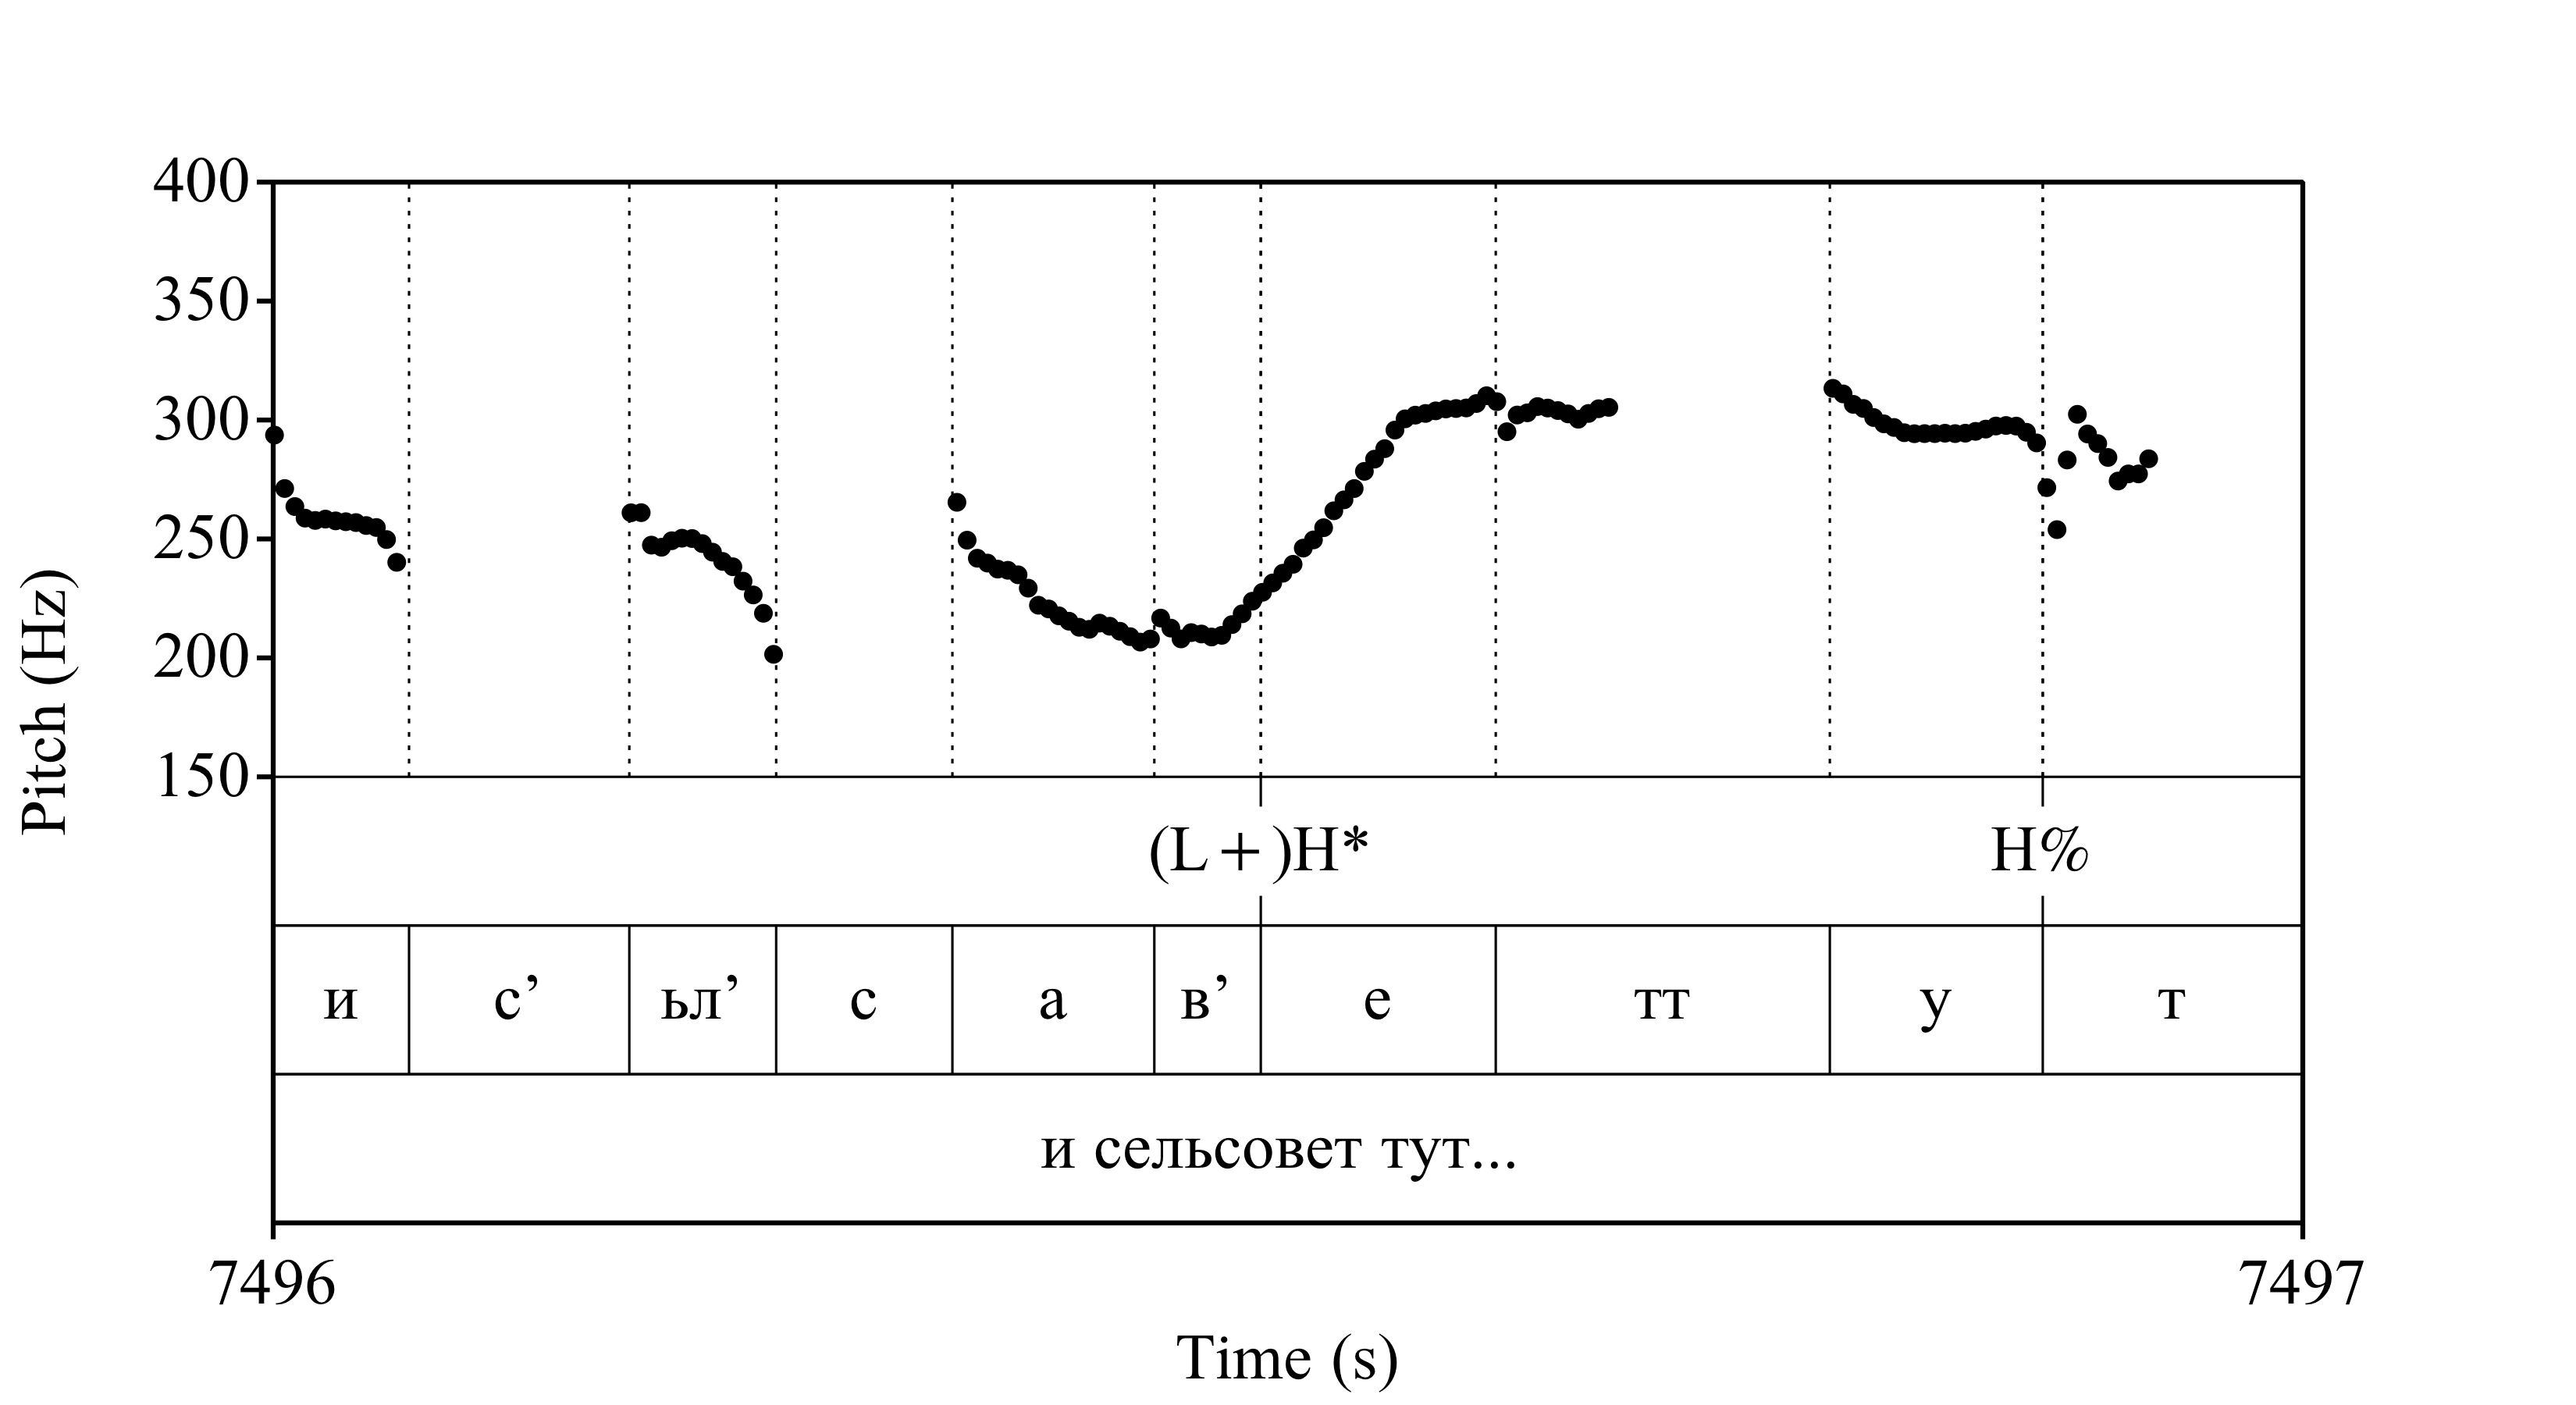 400
350
300
250
200
150
Pitch (Hz)
(L+)H* H%
и с’ ьл’ с а в’ е тт у т
и сельсовет тут...
7496 7497
Time (s)